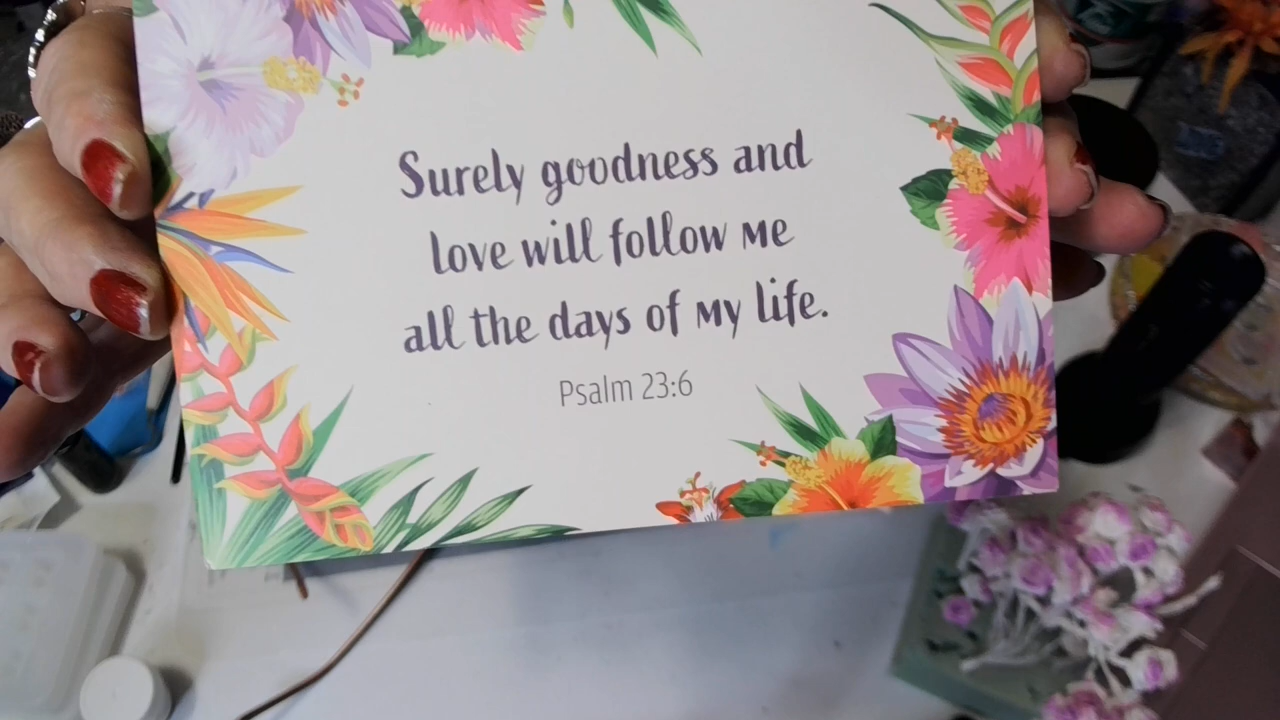 Surely goodness and
love will follow me
all the days of my life.
Psalm 23:6